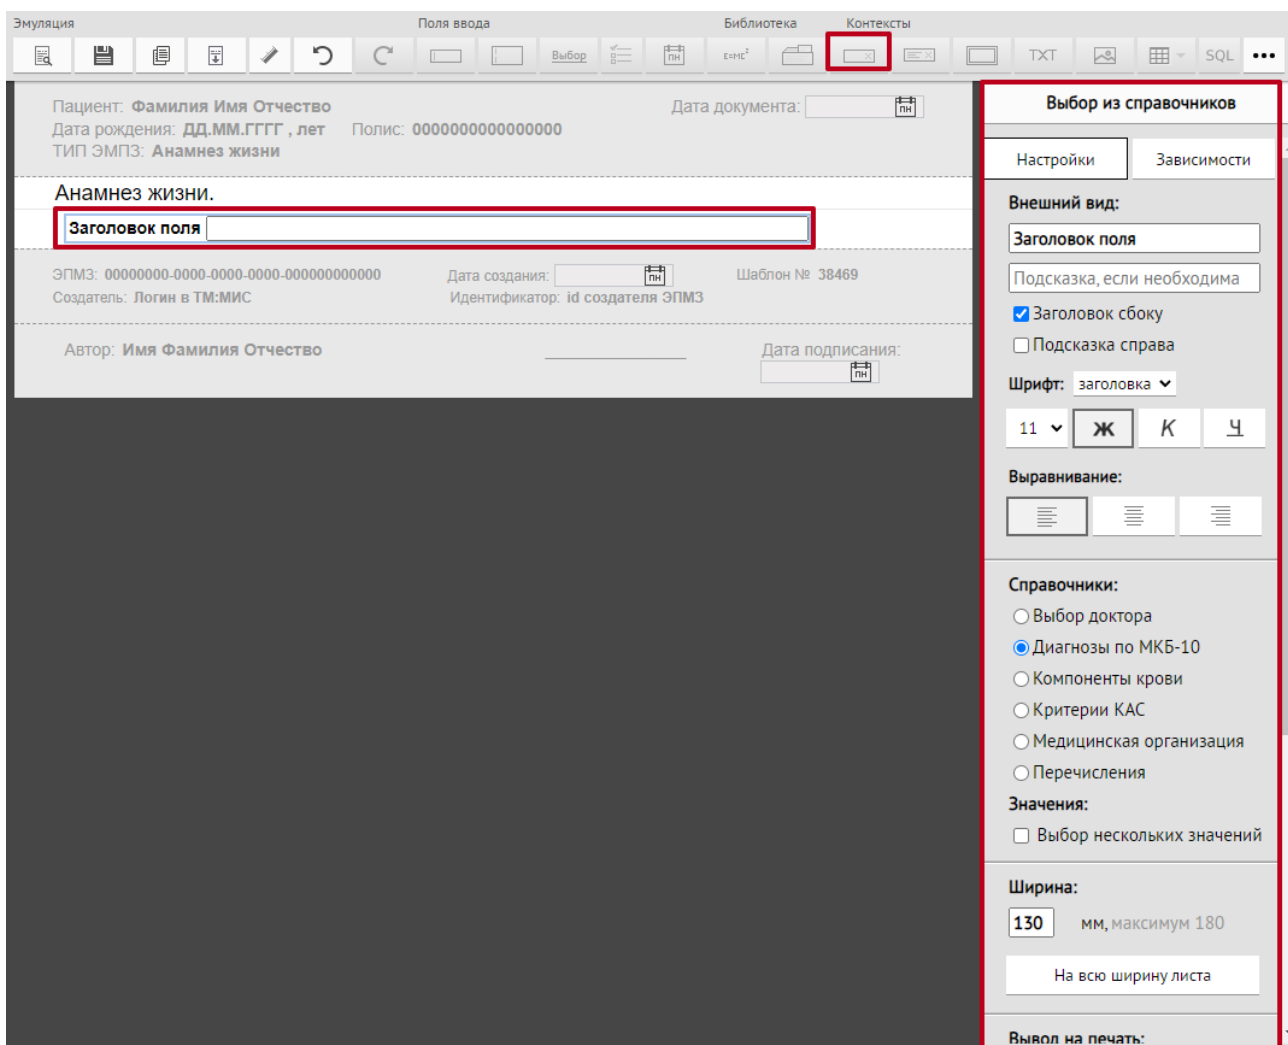 Эмуляция Поля ввода Библиотека Контексты
ПН Выбор E=MC² TXT SQL
Пациент: Фамилия Имя Отчество Дата документа: ПН
Дата рождения: ДД.ММ.ГГГГ , лет Полис: 0000000000000000
ТИП ЭМПЗ: Анамнез жизни
Анамнез жизни.
Заголовок поля
ЭПМЗ: 00000000-0000-0000-0000-000000000000 Дата создания: ПН Шаблон № 38469
Создатель: Логин в ТМ:МИС Идентификатор: id создателя ЭПМЗ
Автор: Имя Фамилия Отчество Дата подписания:
ПН
Выбор из справочников
Настройки Зависимости
Внешний вид:
Заголовок поля
Подсказка, если необходима
Заголовок сбоку
Подсказка справа
Шрифт: заголовка
11 Ж К Ч
Выравнивание:
Справочники:
Выбор доктора
Диагнозы по МКБ-10
Компоненты крови
Критерии КАС
Медицинская организация
Перечисления
Значения:
Выбор нескольких значений
Ширина:
130 мм, максимум 180
На всю ширину листа
Вывод на печать: